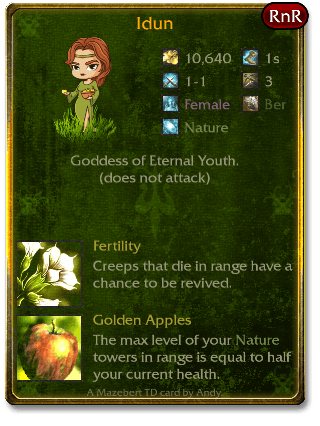 RnR
Idun
10,640 1s
1-1 3
Female Ber
Nature
Goddess of Eternal Youth.
(does not attack)
Fertility
Creeps that die in range have a
chance to be revived.
Golden Apples
The max level of your Nature
towers in range is equal to half
your current health.
A Mazebert TD card by Andy.